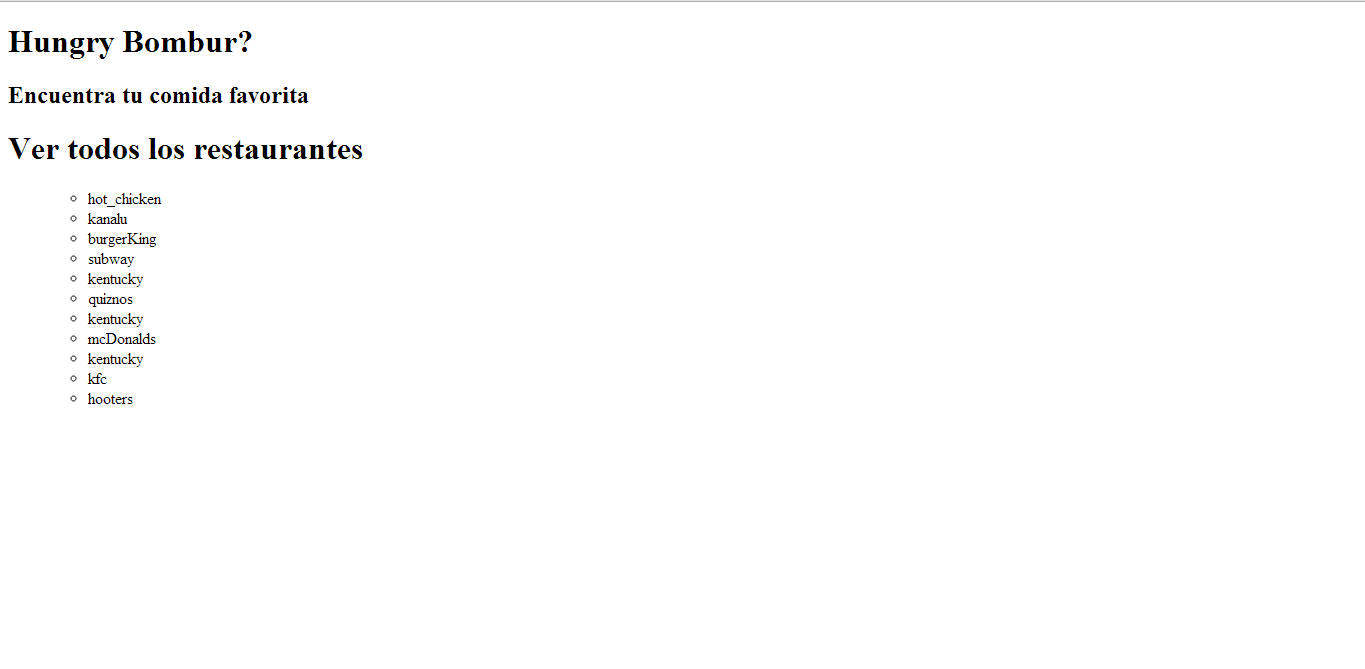 Hungry Bombur?
Encuentra tu comida favorita
Ver todos los restaurantes
hot_chicken
kanalu
burgerKing
subway
kentucky
quiznos
kentucky
mcDonalds
kentucky
kfc
hooters